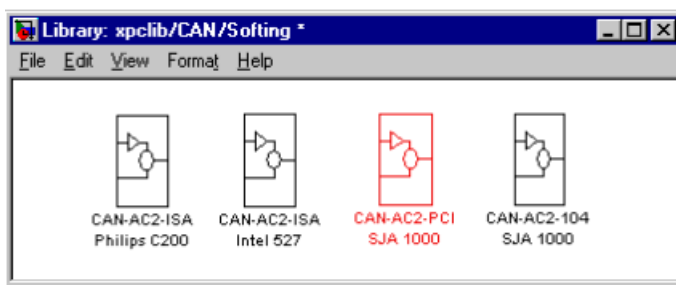 Library: xpclib/CAN/Softing *
File Edit View Format Help
CAN-AC2-ISA CAN-AC2-ISA CAN-AC2-PCI CAN-AC2-104
Philips C200 Intel 527 SJA 1000 SJA 1000